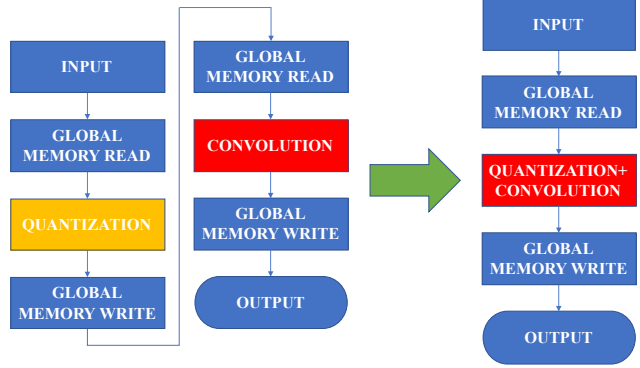 INPUT
GLOBAL
MEMORY READ
QUANTIZATION
GLOBAL
MEMORY WRITE
GLOBAL
MEMORY READ
CONVOLUTION
GLOBAL
MEMORY WRITE
OUTPUT
INPUT
GLOBAL
MEMORY READ
QUANTIZATION+
CONVOLUTION
GLOBAL
MEMORY WRITE
OUTPUT